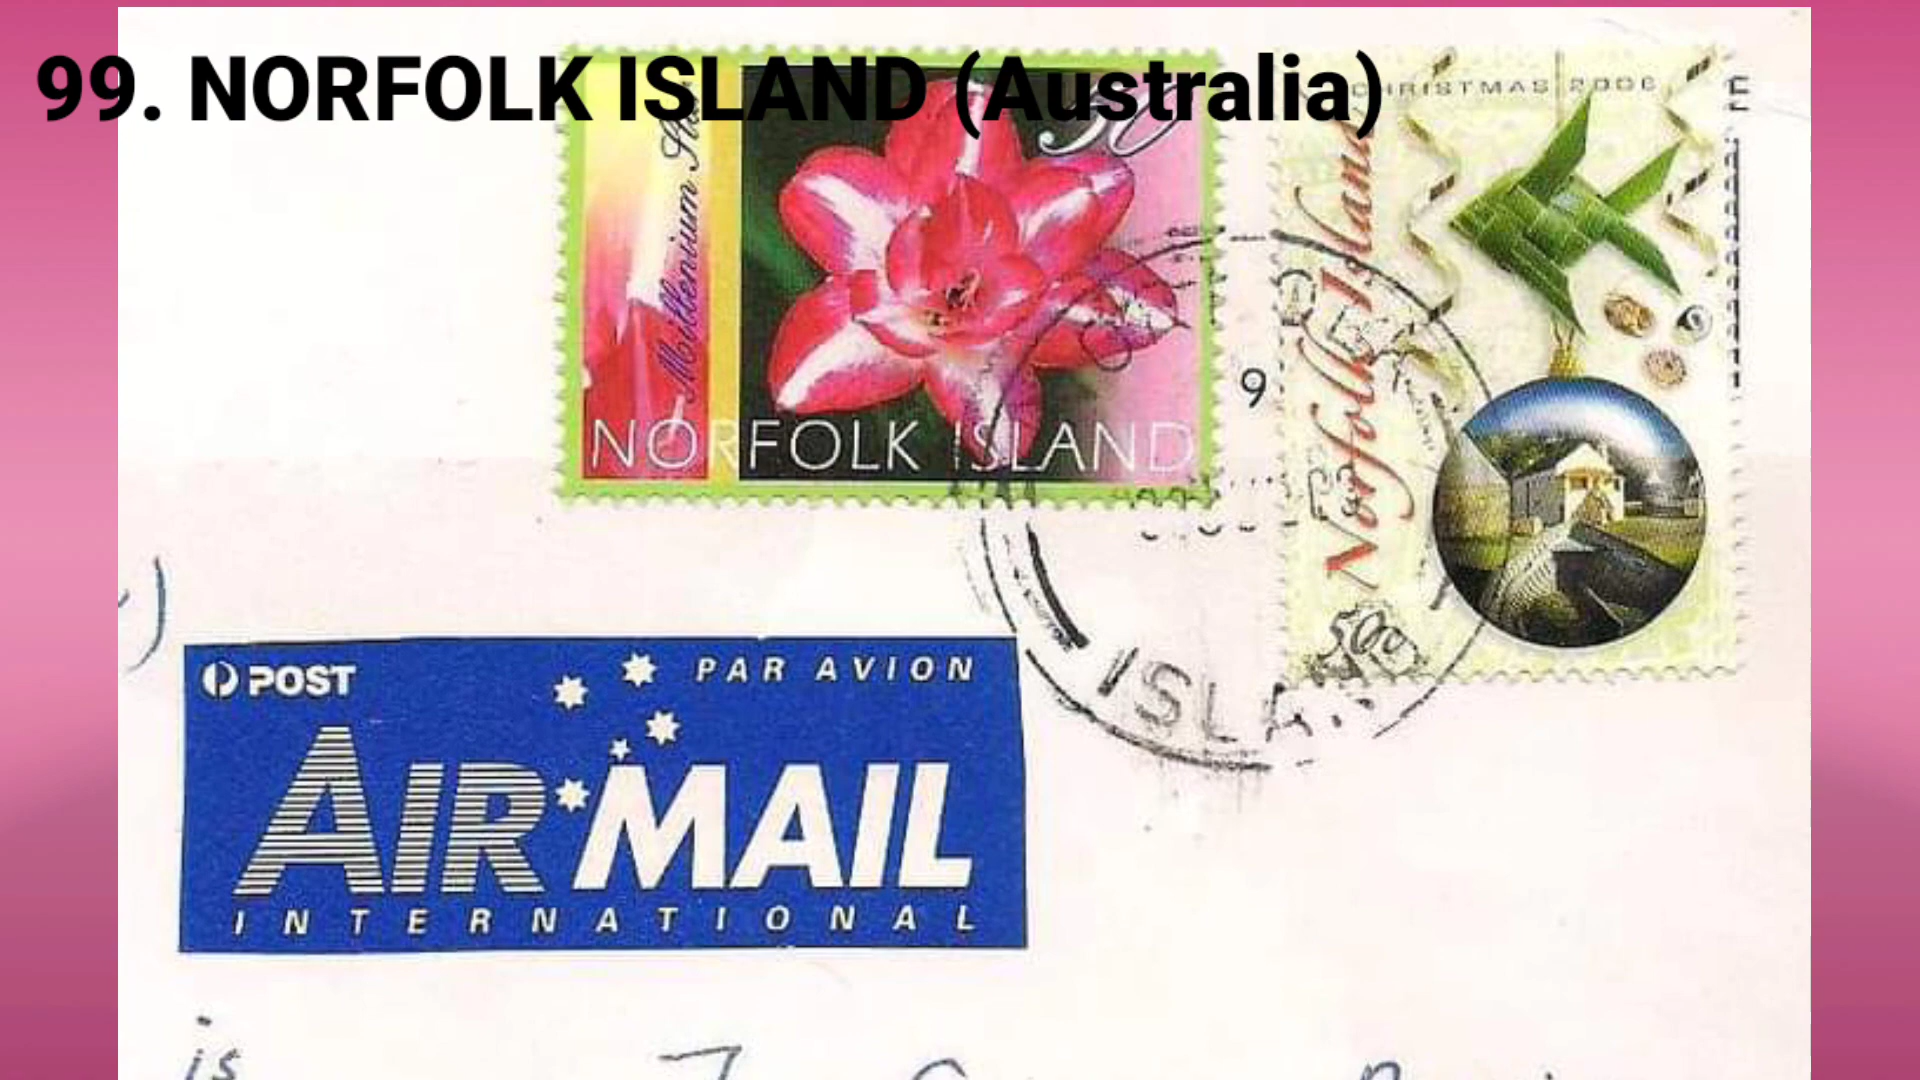 99. NORFOLK ISLAND (Australia)
Millennium
50
NORFOLK ISLAND
CHRISTMAS 2006
Norfolk Island
50c
9
ISLA
POST
PAR AVION
AIR MAIL
INTERNATIONAL
is